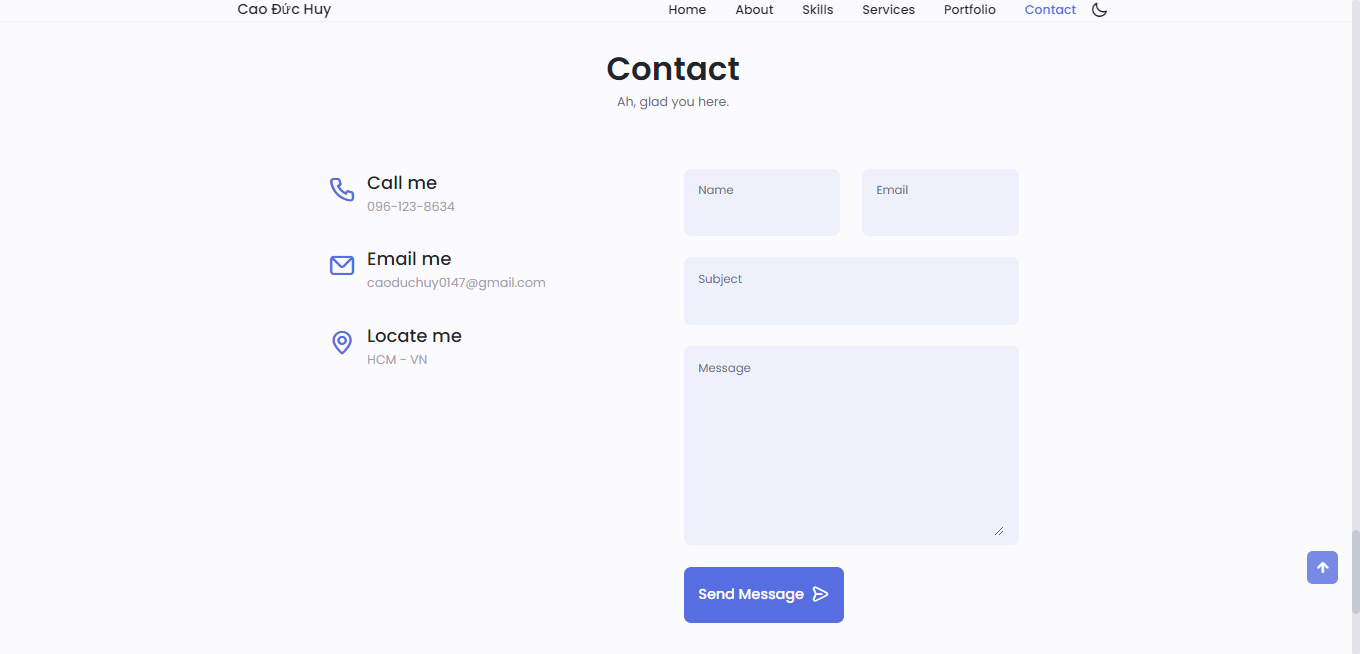 Cao Đức Huy
Home About Skills Services Portfolio Contact
Contact
Ah, glad you here.
Call me
096-123-8634
Email me
caoduchuy0147@gmail.com
Locate me
HCM - VN
Name
Email
Subject
Message
Send Message